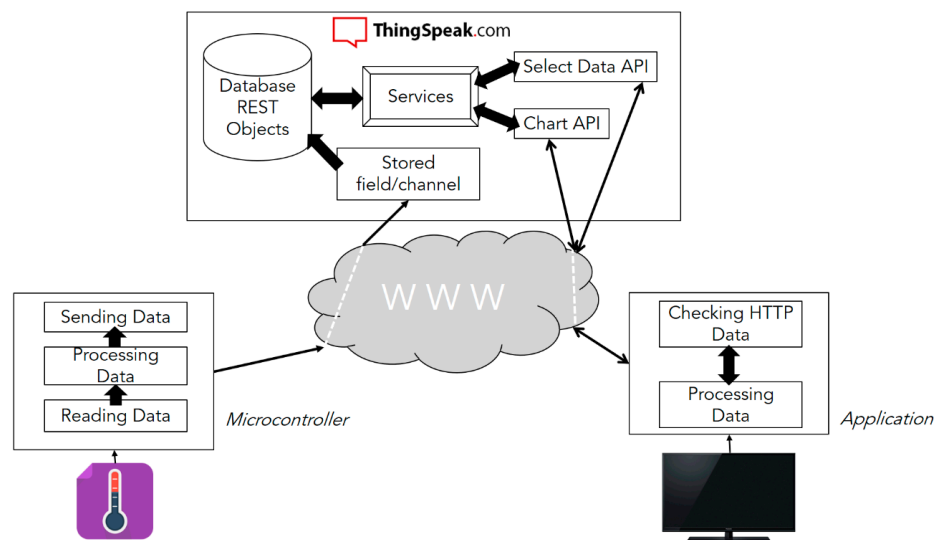 ThingSpeak.com
Database
REST
Objects
Services
Select Data API
Chart API
Stored
field/channel
W W W
Sending Data
Processing
Data
Reading Data
Microcontroller
Checking HTTP
Data
Processing
Data
Application